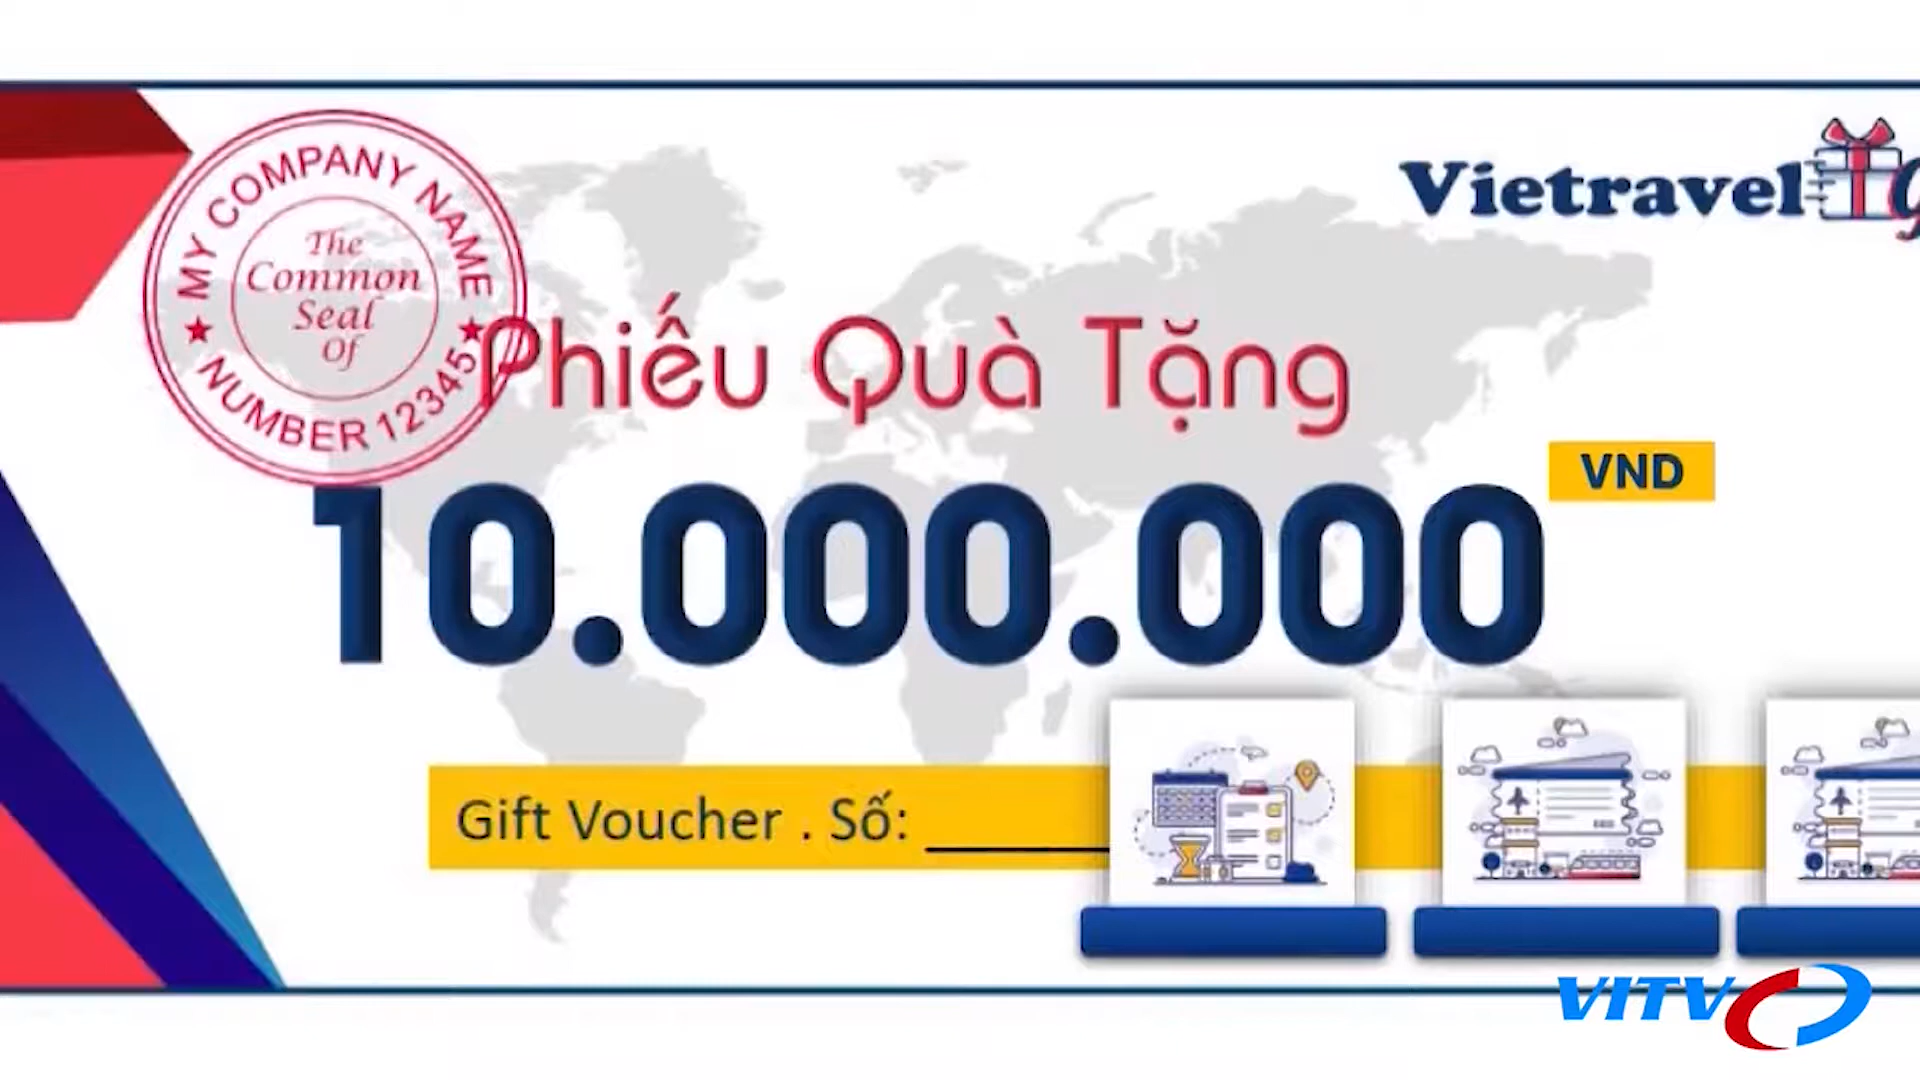 MY COMPANY NAME
The
Common
Seal
Of
NUMBER 12345
Vietravel
Phiếu Quà Tặng
10.000.000
VND
Gift Voucher . Số:
VITV